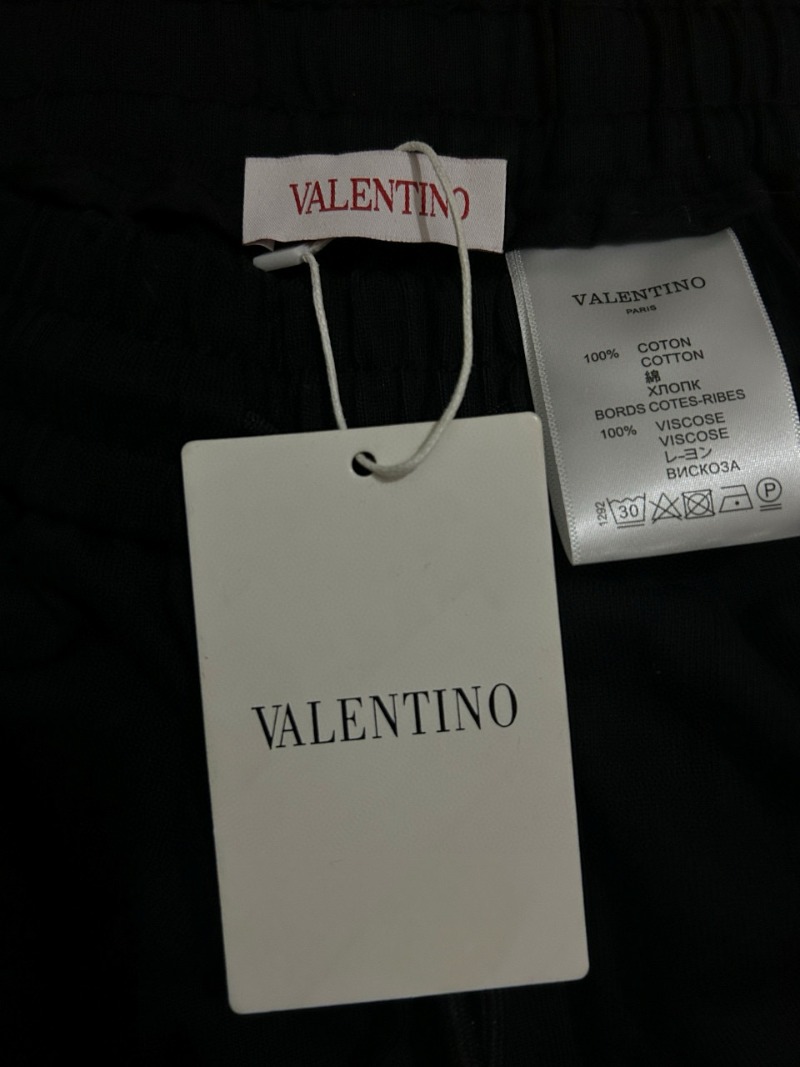 VALENTINO
VALENTINO
PARIS
100% COTON
COTTON
綿
ХЛОПК
BORDS COTES-RIBES
100% VISCOSE
VISCOSE
レーヨン
ВИСКОЗА
1292
30
P
VALENTINO